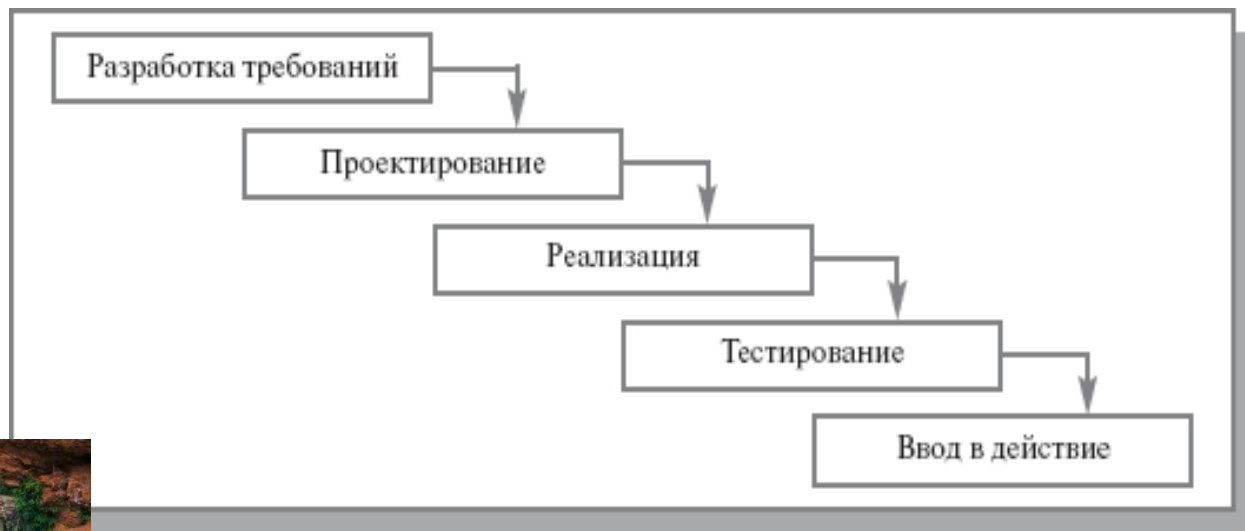 Разработка требований
Проектирование
Реализация
Тестирование
Ввод в действие